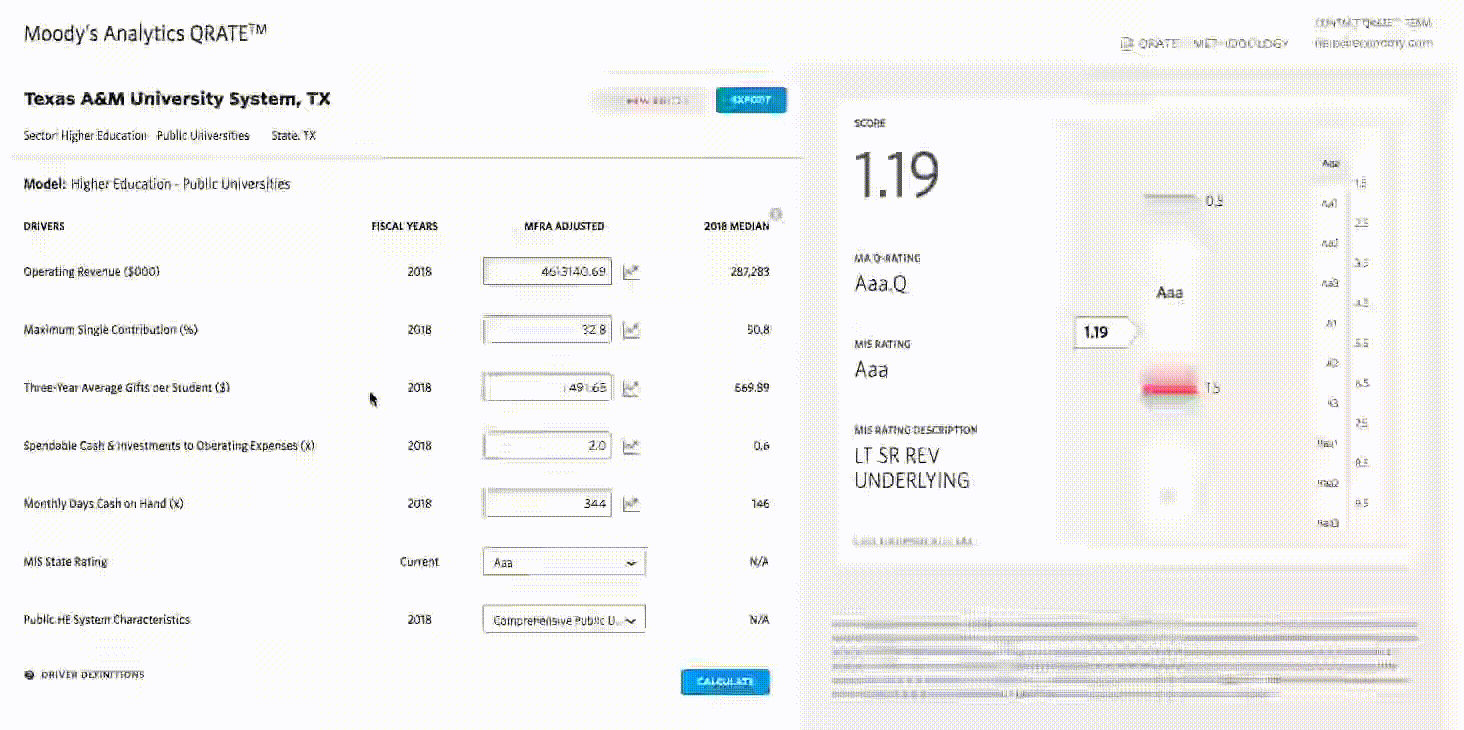 Moody's Analytics QRATE™
CONTACT QRATE™ TEAM
QRATE™ METHODOLOGY
help@economy.com
Texas A&M University System, TX
EXPORT
Sector: Higher Education - Public Universities State: TX
Model: Higher Education - Public Universities
DRIVERS FISCAL YEARS MFRA ADJUSTED 2018 MEDIAN
Operating Revenue ($000) 2018 4613140.69 287,283
Maximum Single Contribution (%) 2018 32.8 50.8
Three-Year Average Gifts per Student ($) 2018 1491.65 669.89
Spendable Cash & Investments to Operating Expenses (x) 2018 2.0 0.6
Monthly Days Cash on Hand (x) 2018 344 146
MIS State Rating Current Aaa N/A
Public HE System Characteristics 2018 Comprehensive Public U... N/A
DRIVER DEFINITIONS
CALCULATE
SCORE
1.19
MA Q-RATING
Aaa.Q
MIS RATING
Aaa
MIS RATING DESCRIPTION
LT SR REV
UNDERLYING
0.5
Aaa
1.19
1.5
Aaa
1.5
Aa1
2.5
Aa2
3.5
Aa3
4.5
A1
5.5
A2
6.5
A3
7.5
Baa1
8.5
Baa2
9.5
Baa3